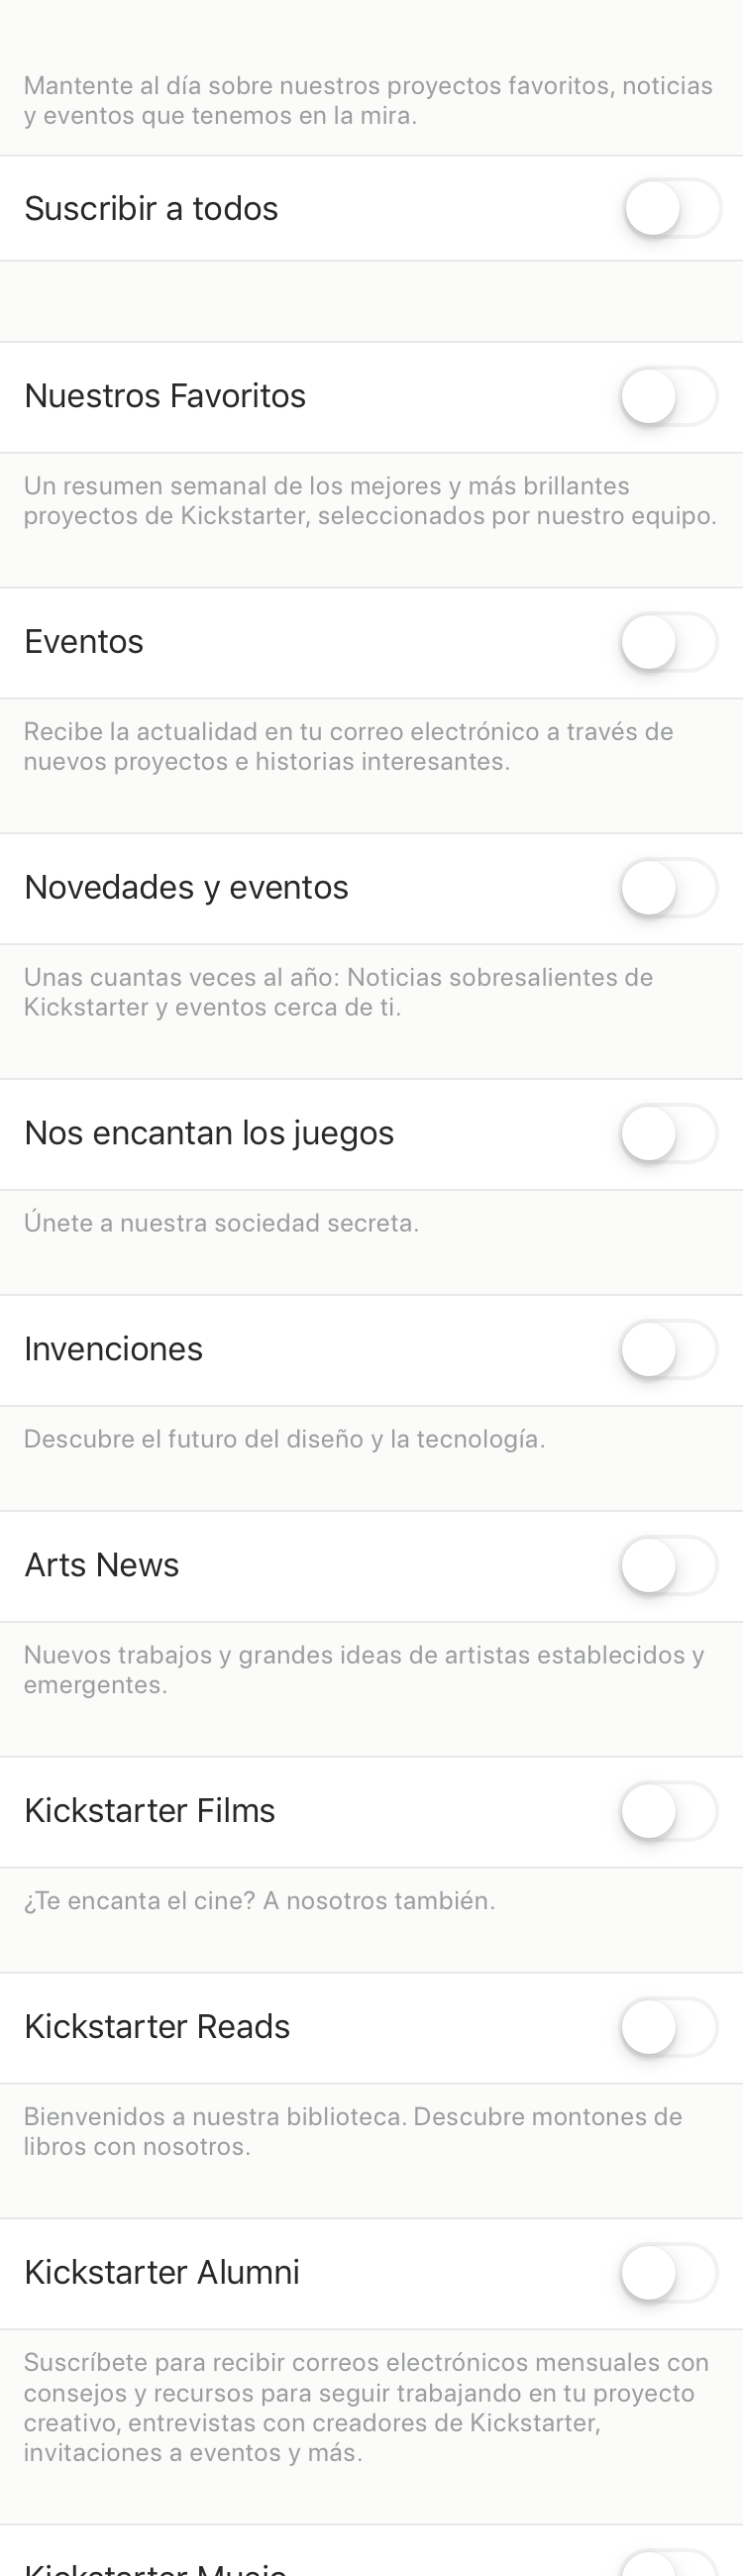 Mantente al día sobre nuestros proyectos favoritos, noticias
y eventos que tenemos en la mira.
Suscribir a todos
Nuestros Favoritos
Un resumen semanal de los mejores y más brillantes
proyectos de Kickstarter, seleccionados por nuestro equipo.
Eventos
Recibe la actualidad en tu correo electrónico a través de
nuevos proyectos e historias interesantes.
Novedades y eventos
Unas cuantas veces al año: Noticias sobresalientes de
Kickstarter y eventos cerca de ti.
Nos encantan los juegos
Únete a nuestra sociedad secreta.
Invenciones
Descubre el futuro del diseño y la tecnología.
Arts News
Nuevos trabajos y grandes ideas de artistas establecidos y
emergentes.
Kickstarter Films
¿Te encanta el cine? A nosotros también.
Kickstarter Reads
Bienvenidos a nuestra biblioteca. Descubre montones de
libros con nosotros.
Kickstarter Alumni
Suscríbete para recibir correos electrónicos mensuales con
consejos y recursos para seguir trabajando en tu proyecto
creativo, entrevistas con creadores de Kickstarter,
invitaciones a eventos y más.
Kickstarter Music